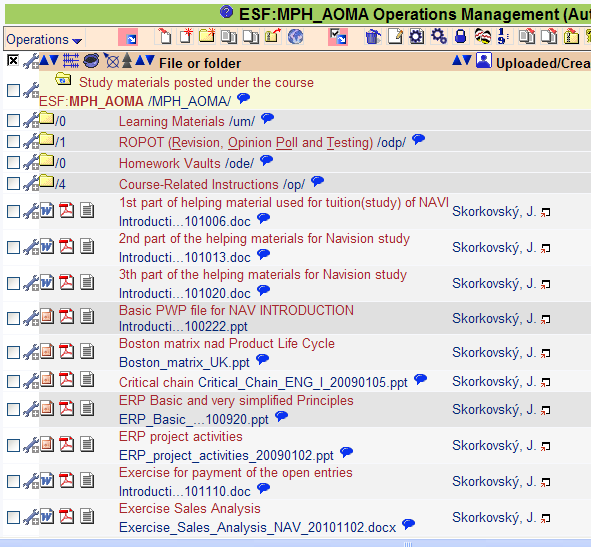 ESF:MPH_AOMA Operations Management (Aut
Operations
File or folder Uploaded/Crea
Study materials posted under the course
ESF:MPH_AOMA /MPH_AOMA/
/0 Learning Materials /um/
/1 ROPOT (Revision, Opinion Poll and Testing) /odp/
/0 Homework Vaults /ode/
/4 Course-Related Instructions /op/
1st part of helping material used for tuition(study) of NAVI
Introducti...101006.doc Skorkovský, J.
2nd part of the helping materials for Navision study
Introducti...101013.doc Skorkovský, J.
3th part of the helping materials for Navision study
Introducti...101020.doc Skorkovský, J.
Basic PWP file for NAV INTRODUCTION
Introducti...100222.ppt Skorkovský, J.
Boston matrix nad Product Life Cycle
Boston_matrix_UK.ppt Skorkovský, J.
Critical chain Critical_Chain_ENG_I_20090105.ppt Skorkovský, J.
ERP Basic and very simplified Principles
ERP_Basic_...100920.ppt Skorkovský, J.
ERP project activities
ERP_project_activities_20090102.ppt Skorkovský, J.
Exercise for payment of the open entries
Introducti...101110.doc Skorkovský, J.
Exercise Sales Analysis
Exercise_Sales_Analysis_NAV_20101102.docx Skorkovský, J.